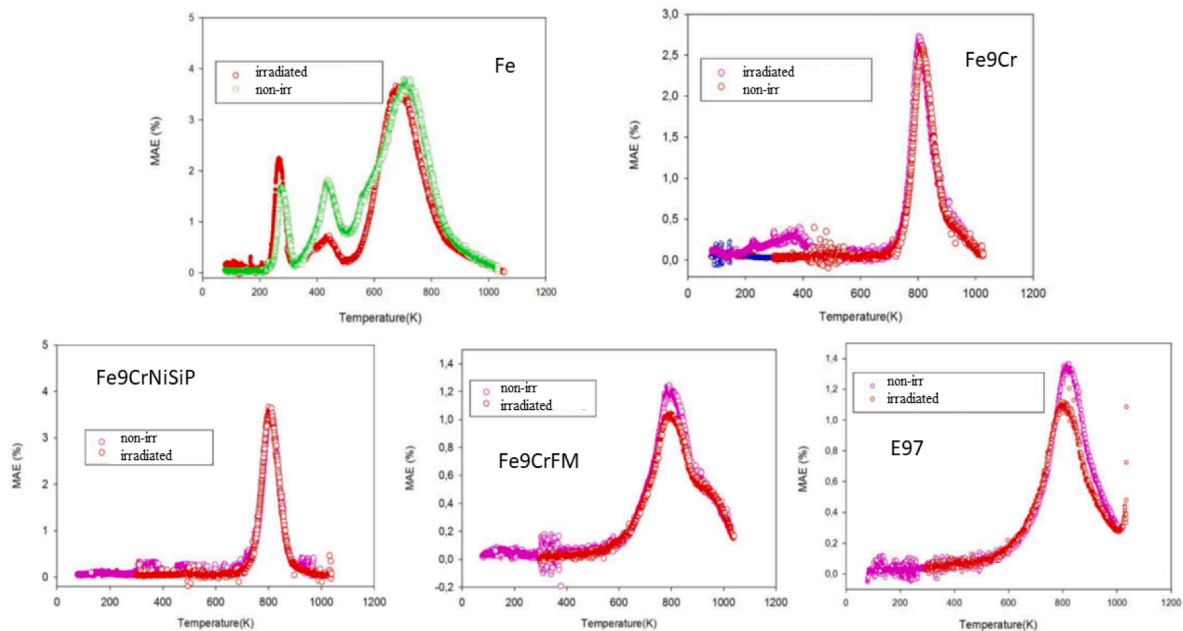 5
4
3
2
1
0
MAE (%)
irradiated
non-irr
Fe
0 200 400 600 800 1000 1200
Temperature(K)
3,0
2,5
2,0
1,5
1,0
0,5
0,0
MAE (%)
irradiated
non-irr
Fe9Cr
0 200 400 600 800 1000 1200
Temperature(K)
5
4
3
2
1
0
MAE (%)
Fe9CrNiSiP
non-irr
irradiated
0 200 400 600 800 1000 1200
Temperature(K)
1,4
1,2
1,0
0,8
0,6
0,4
0,2
0,0
-0,2
MAE (%)
non-irr
irradiated
Fe9CrFM
0 200 400 600 800 1000 1200
Temperature(K)
1,4
1,2
1,0
0,8
0,6
0,4
0,2
0,0
MAE (%)
non-irr
irradiated
E97
0 200 400 600 800 1000 1200
Temperature(K)